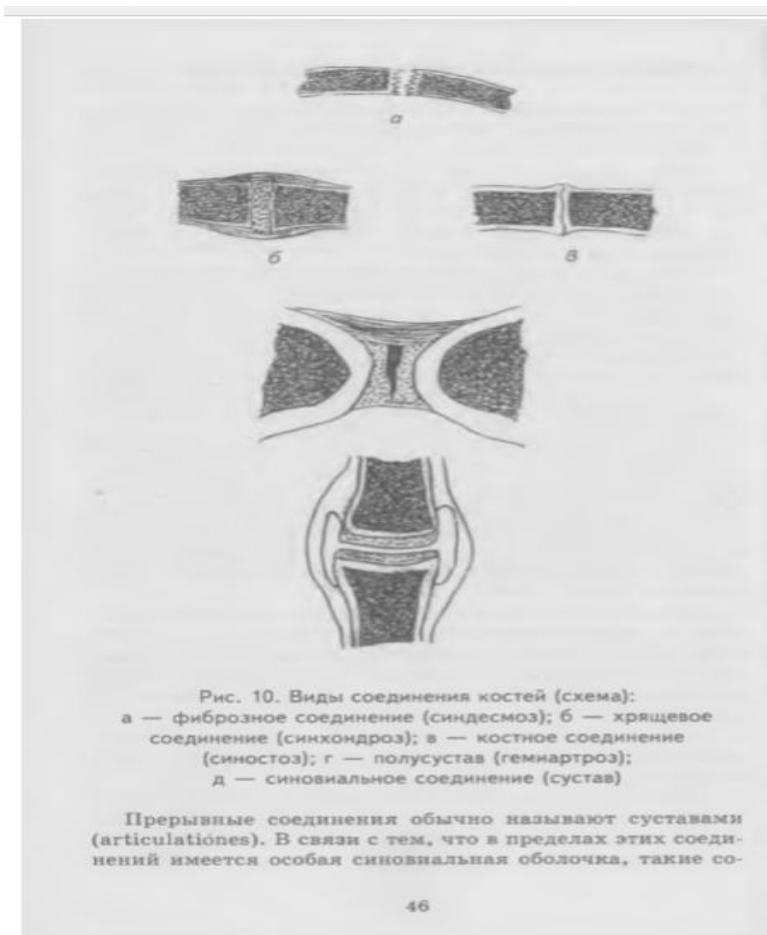 а
б
в
Рис. 10. Виды соединения костей (схема):
а — фиброзное соединение (синдесмоз); б — хрящевое
соединение (синхондроз); в — костное соединение
(синостоз); г — полусустав (гемиартроз);
д — синовиальное соединение (сустав)
Прерывные соединения обычно называют суставами
(articulatiónes). В связи с тем, что в пределах этих соеди-
нений имеется особая синовиальная оболочка, такие со-
46